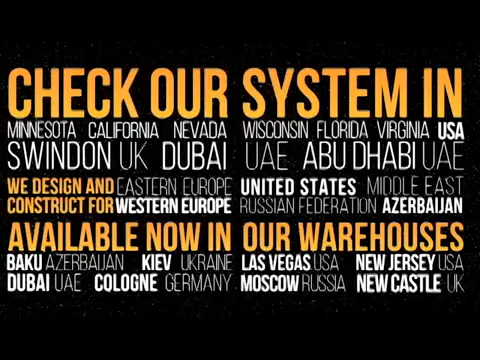 CHECK OUR SYSTEM IN
MINNESOTA CALIFORNIA NEVADA WISCONSIN FLORIDA VIRGINIA USA
SWINDON UK DUBAI UAE ABU DHABI UAE
WE DESIGN AND EASTERN EUROPE UNITED STATES MIDDLE EAST
CONSTRUCT FOR WESTERN EUROPE RUSSIAN FEDERATION AZERBAIJAN
AVAILABLE NOW IN OUR WAREHOUSES
BAKU AZERBAIJAN KIEV UKRAINE LAS VEGAS USA NEW JERSEY USA
DUBAI UAE COLOGNE GERMANY MOSCOW RUSSIA NEW CASTLE UK